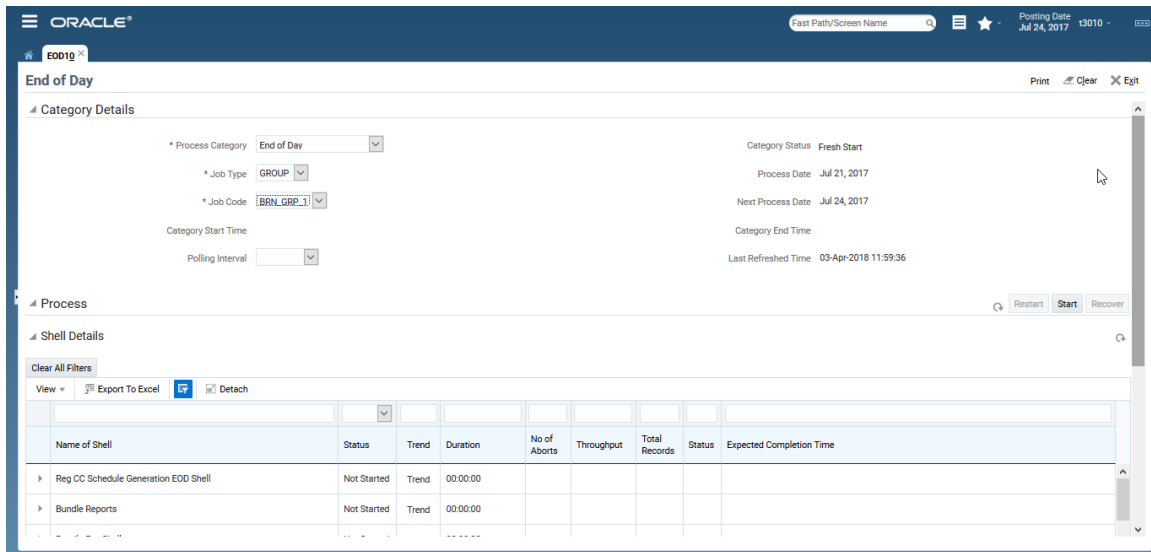 ORACLE®
Fast Path/Screen Name
Posting Date
Jul 24, 2017
t3010
EOD10
End of Day
Print
Clear
Exit
Category Details
* Process Category End of Day
Category Status Fresh Start
* Job Type GROUP
Process Date Jul 21, 2017
* Job Code BRN_GRP_1
Next Process Date Jul 24, 2017
Category Start Time
Category End Time
Polling Interval
Last Refreshed Time 03-Apr-2018 11:59:36
Process
Restart Start Recover
Shell Details
Clear All Filters
View Export To Excel Detach
Name of Shell Status Trend Duration No of Aborts Throughput Total Records Status Expected Completion Time
Reg CC Schedule Generation EOD Shell Not Started Trend 00:00:00
Bundle Reports Not Started Trend 00:00:00